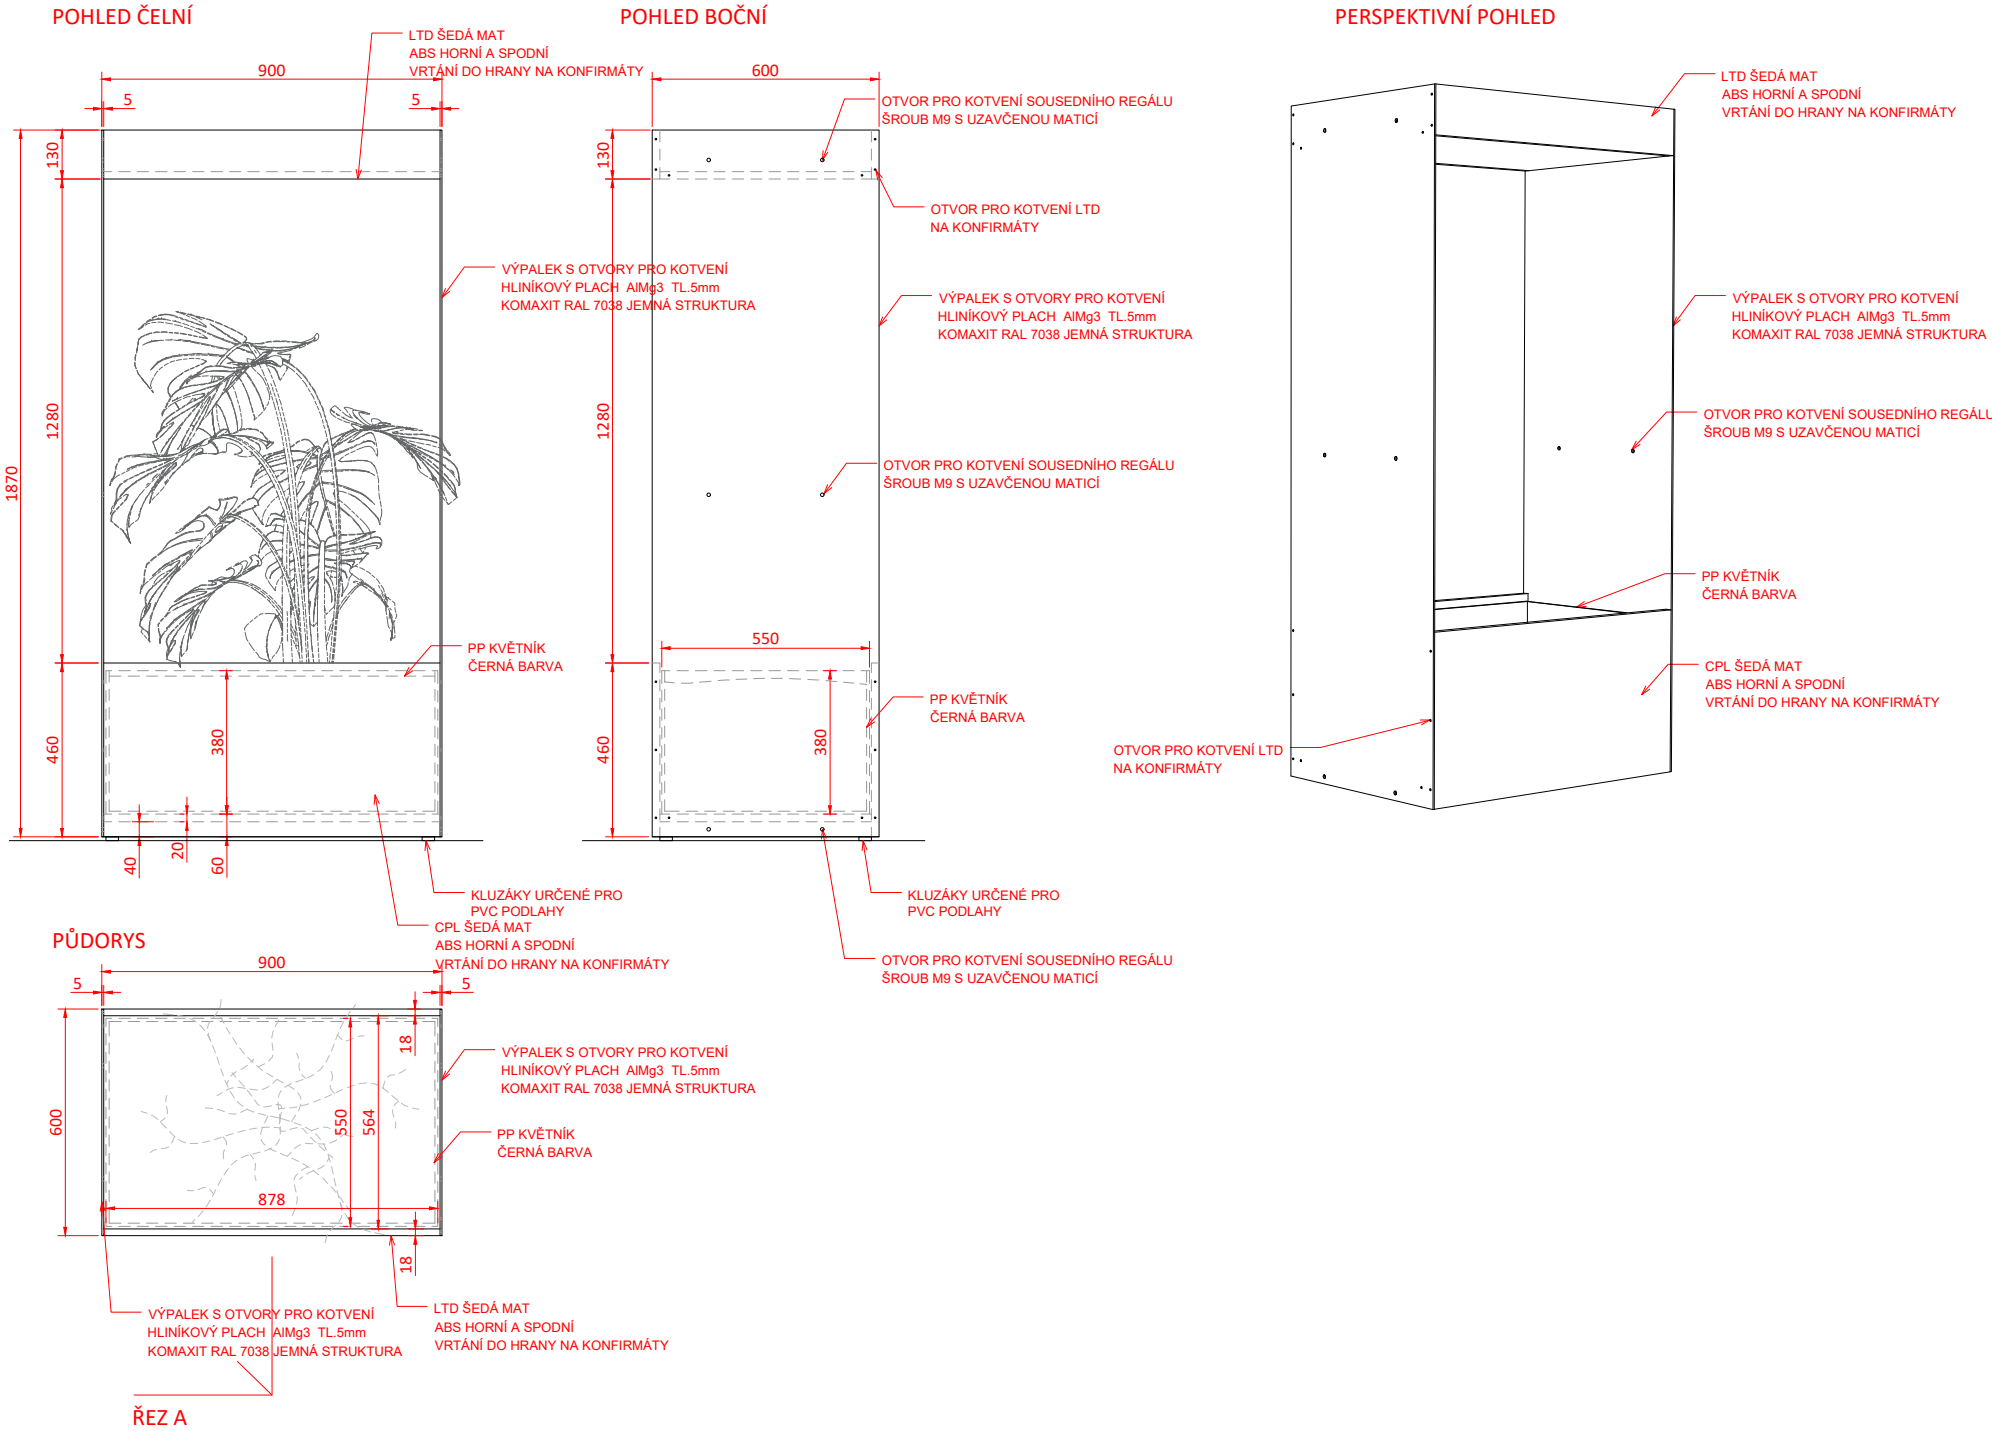 POHLED ČELNÍ
LTD ŠEDÁ MAT
ABS HORNÍ A SPODNÍ
VRTÁNÍ DO HRANY NA KONFIRMÁTY
900
5
5
130
1280
1870
460
380
40
20
60
VÝPALEK S OTVORY PRO KOTVENÍ
HLINÍKOVÝ PLACH AlMg3 TL.5mm
KOMAXIT RAL 7038 JEMNÁ STRUKTURA
PP KVĚTNÍK
ČERNÁ BARVA
KLUZÁKY URČENÉ PRO
PVC PODLAHY
CPL ŠEDÁ MAT
ABS HORNÍ A SPODNÍ
VRTÁNÍ DO HRANY NA KONFIRMÁTY
POHLED BOČNÍ
600
130
1280
460
550
380
OTVOR PRO KOTVENÍ SOUSEDNÍHO REGÁLU
ŠROUB M9 S UZAVČENOU MATICÍ
OTVOR PRO KOTVENÍ LTD
NA KONFIRMÁTY
VÝPALEK S OTVORY PRO KOTVENÍ
HLINÍKOVÝ PLACH AlMg3 TL.5mm
KOMAXIT RAL 7038 JEMNÁ STRUKTURA
OTVOR PRO KOTVENÍ SOUSEDNÍHO REGÁLU
ŠROUB M9 S UZAVČENOU MATICÍ
PP KVĚTNÍK
ČERNÁ BARVA
KLUZÁKY URČENÉ PRO
PVC PODLAHY
OTVOR PRO KOTVENÍ SOUSEDNÍHO REGÁLU
ŠROUB M9 S UZAVČENOU MATICÍ
PERSPEKTIVNÍ POHLED
LTD ŠEDÁ MAT
ABS HORNÍ A SPODNÍ
VRTÁNÍ DO HRANY NA KONFIRMÁTY
VÝPALEK S OTVORY PRO KOTVENÍ
HLINÍKOVÝ PLACH AlMg3 TL.5mm
KOMAXIT RAL 7038 JEMNÁ STRUKTURA
OTVOR PRO KOTVENÍ SOUSEDNÍHO REGÁLU
ŠROUB M9 S UZAVČENOU MATICÍ
PP KVĚTNÍK
ČERNÁ BARVA
CPL ŠEDÁ MAT
ABS HORNÍ A SPODNÍ
VRTÁNÍ DO HRANY NA KONFIRMÁTY
OTVOR PRO KOTVENÍ LTD
NA KONFIRMÁTY
PŮDORYS
900
5
5
600
18
550
564
878
18
VÝPALEK S OTVORY PRO KOTVENÍ
HLINÍKOVÝ PLACH AlMg3 TL.5mm
KOMAXIT RAL 7038 JEMNÁ STRUKTURA
PP KVĚTNÍK
ČERNÁ BARVA
VÝPALEK S OTVORY PRO KOTVENÍ
HLINÍKOVÝ PLACH AlMg3 TL.5mm
KOMAXIT RAL 7038 JEMNÁ STRUKTURA
LTD ŠEDÁ MAT
ABS HORNÍ A SPODNÍ
VRTÁNÍ DO HRANY NA KONFIRMÁTY
ŘEZ A